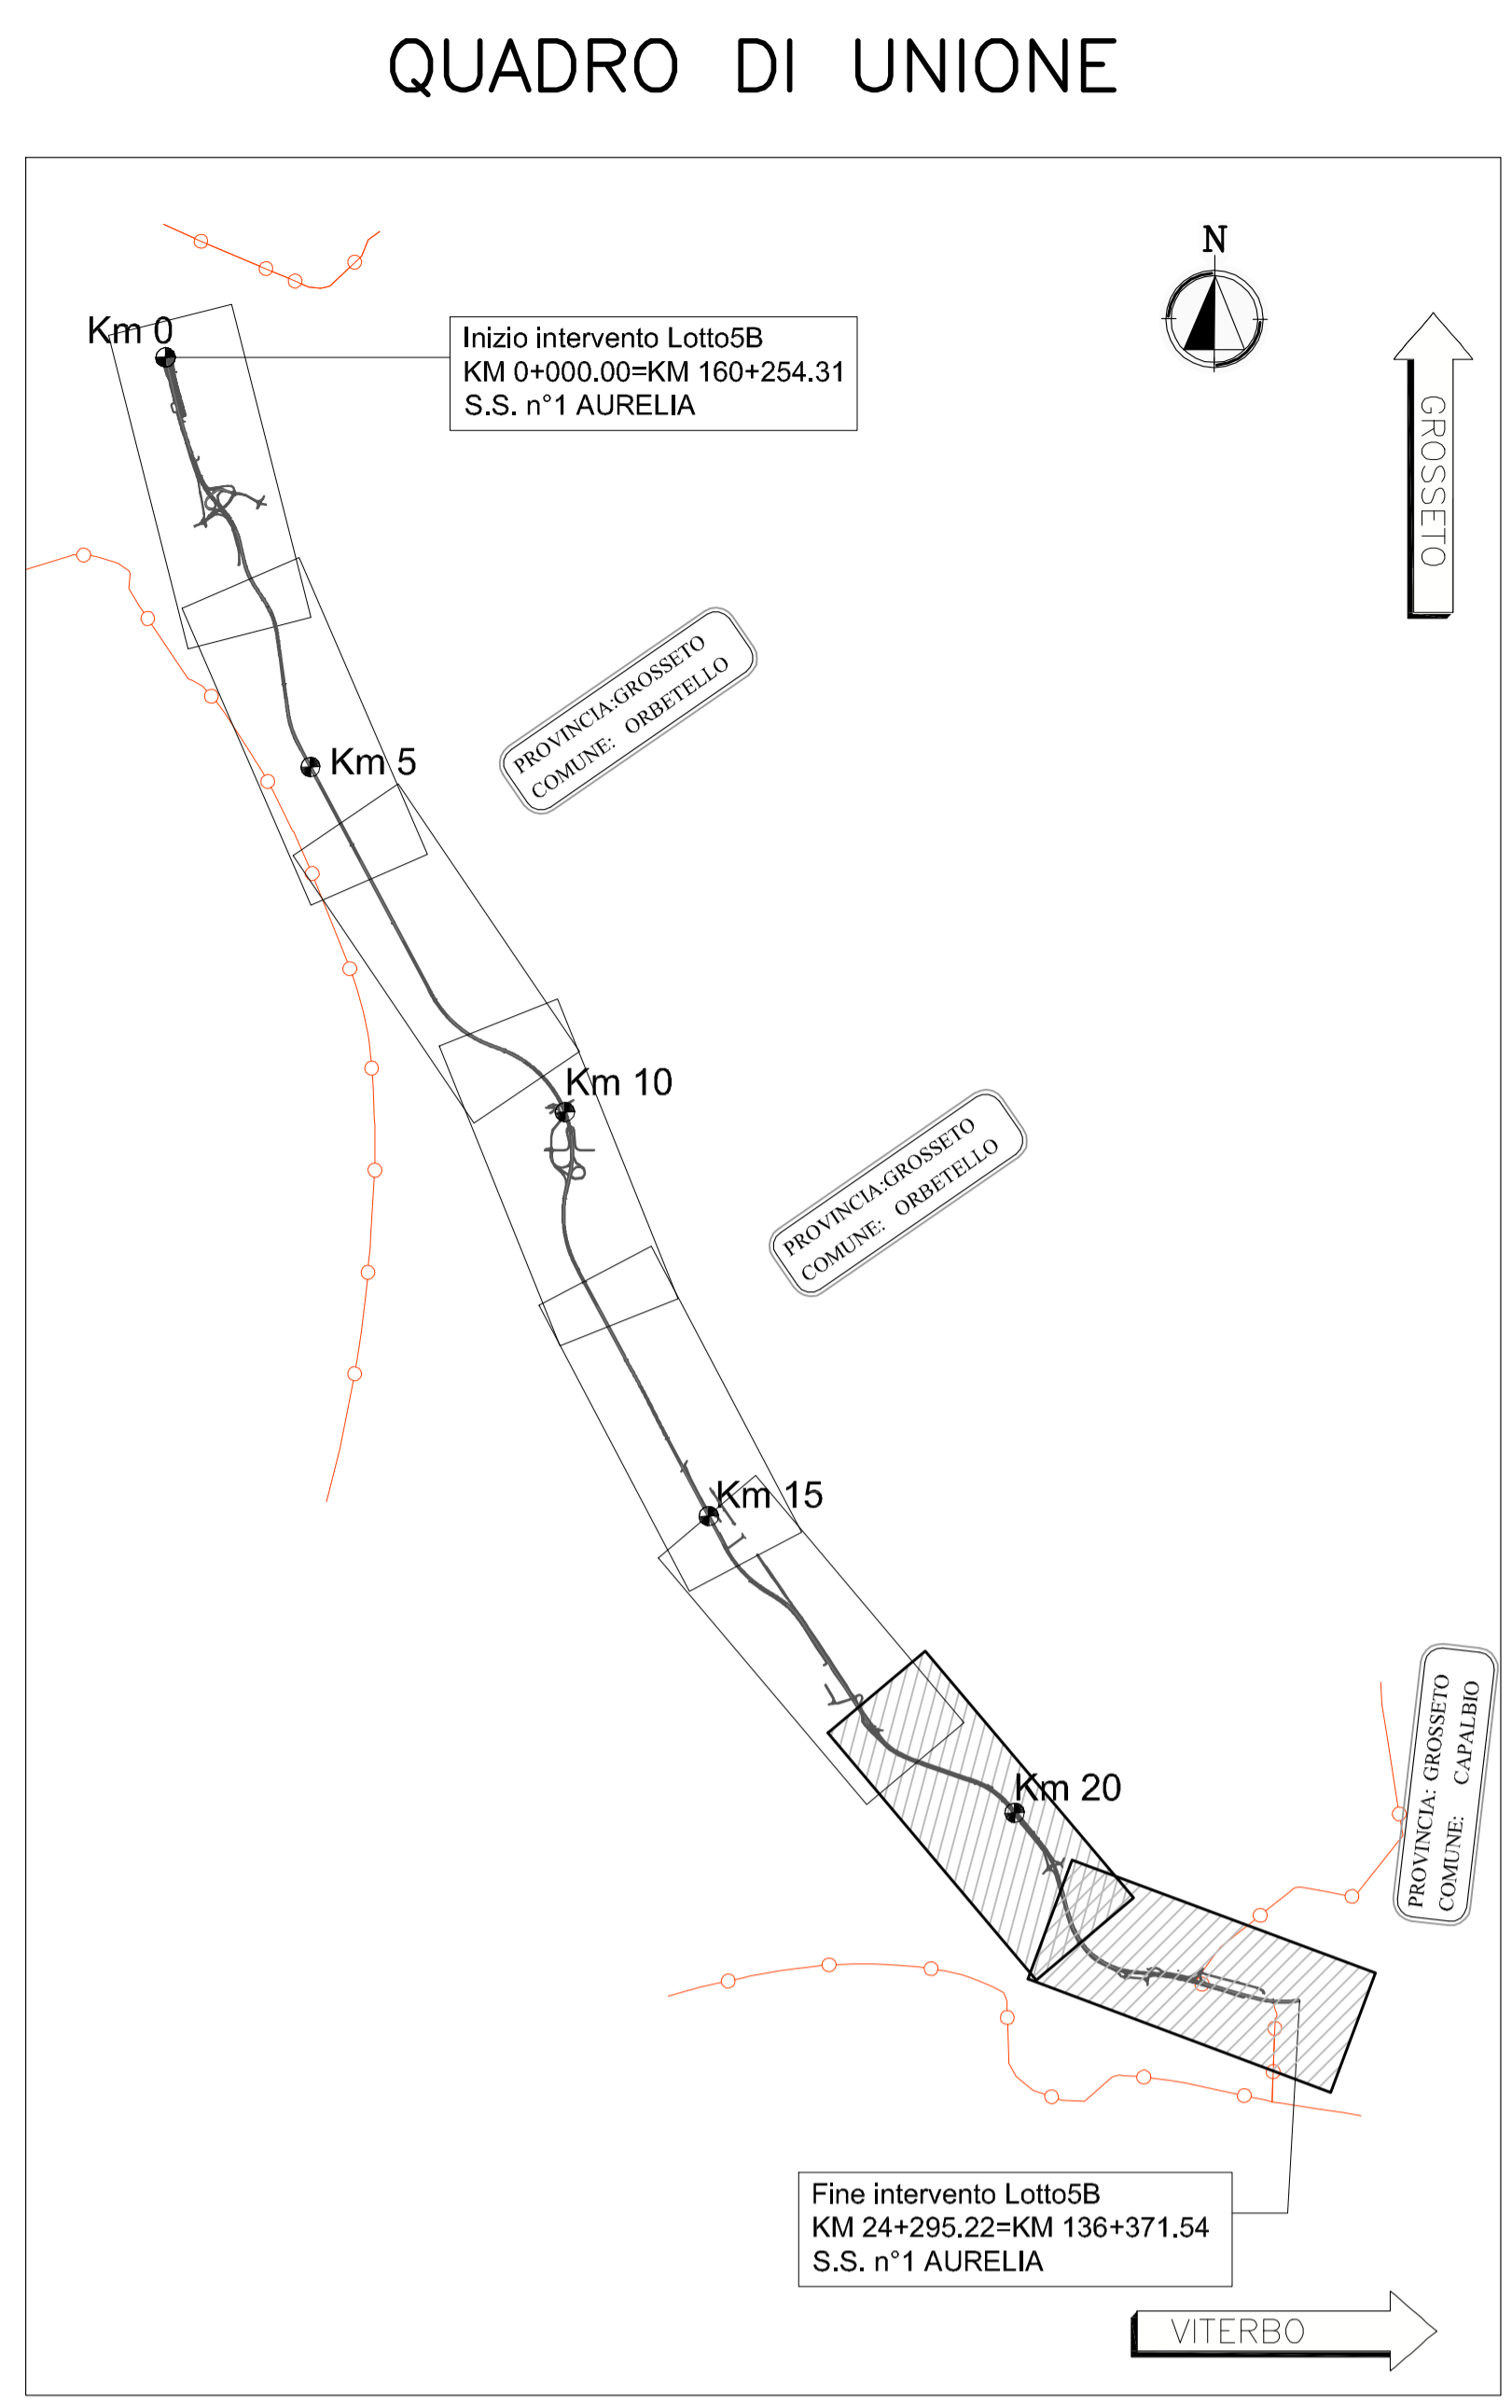 QUADRO DI UNIONE
N
Km 0
Inizio intervento Lotto5B
KM 0+000.00=KM 160+254.31
S.S. n°1 AURELIA
GROSSETO
PROVINCIA:GROSSETO
COMUNE: ORBETELLO
Km 5
Km 10
PROVINCIA:GROSSETO
COMUNE: ORBETELLO
Km 15
PROVINCIA: GROSSETO
COMUNE: CAPALBIO
Km 20
Fine intervento Lotto5B
KM 24+295.22=KM 136+371.54
S.S. n°1 AURELIA
VITERBO